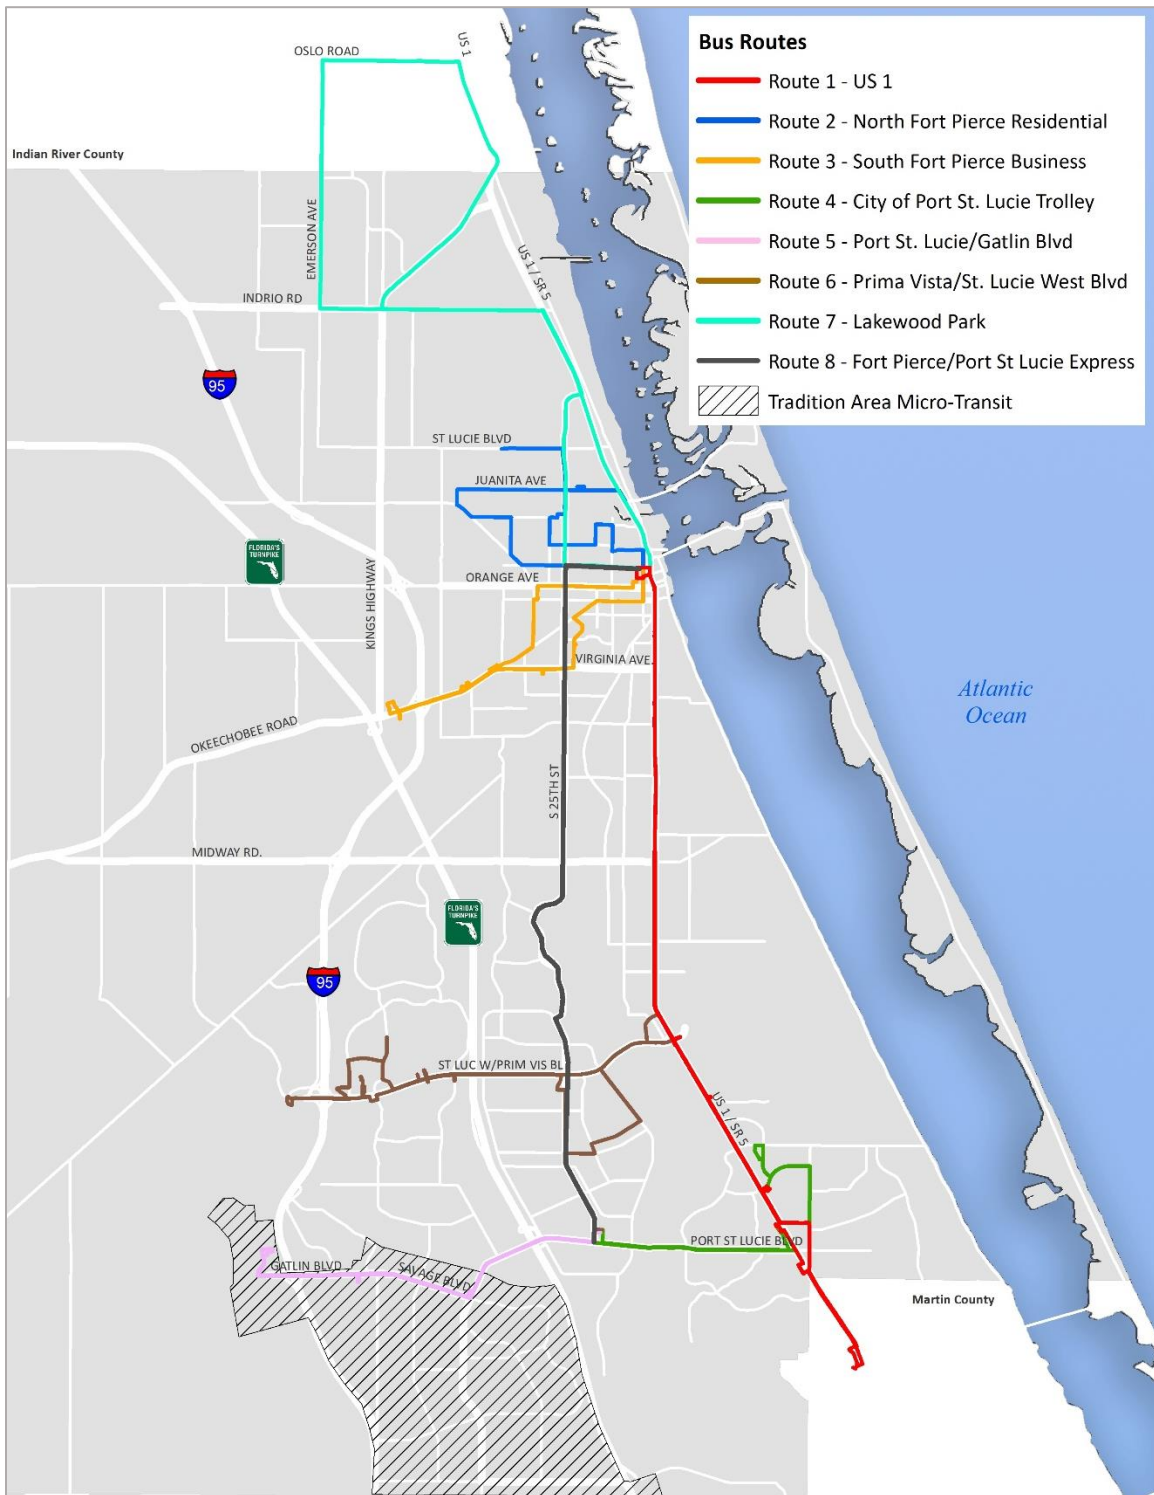 Bus Routes
Route 1 - US 1
Route 2 - North Fort Pierce Residential
Route 3 - South Fort Pierce Business
Route 4 - City of Port St. Lucie Trolley
Route 5 - Port St. Lucie/Gatlin Blvd
Route 6 - Prima Vista/St. Lucie West Blvd
Route 7 - Lakewood Park
Route 8 - Fort Pierce/Port St Lucie Express
Tradition Area Micro-Transit
OSLO ROAD
US 1
Indian River County
EMERSON AVE
US 1 / SR 5
INDRIO RD
95
ST LUCIE BLVD
JUANITA AVE
FLORIDA'S
TURNPIKE
ORANGE AVE
KINGS HIGHWAY
VIRGINIA AVE.
Atlantic
Ocean
OKEECHOBEE ROAD
S 25TH ST
MIDWAY RD.
FLORIDA'S
TURNPIKE
95
ST LUC W/PRIM VIS BL
US 1 / SR 5
PORT ST LUCIE BLVD
GATLIN BLVD
SAVAGE BLVD
Martin County